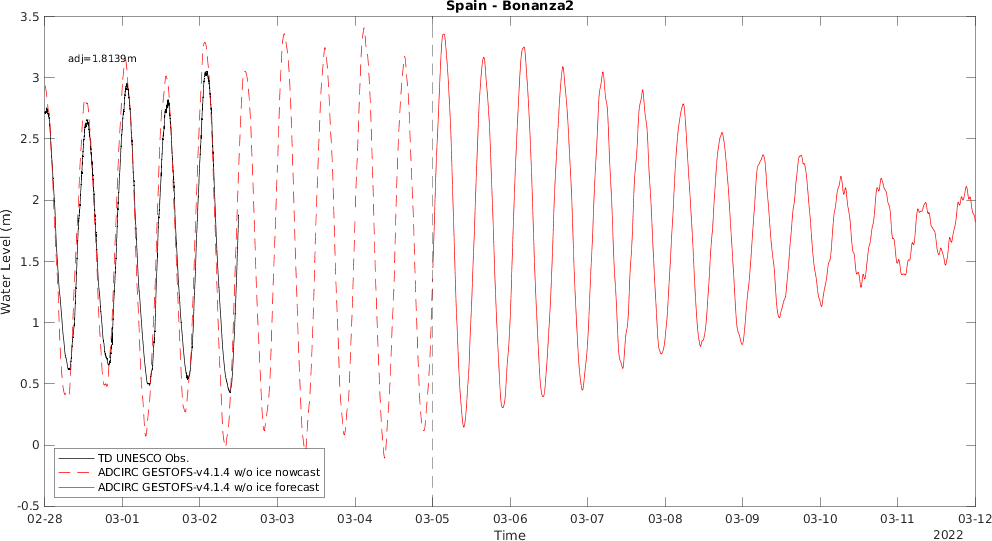 Spain - Bonanza2
adj=1.8139m
3.5
3
2.5
2
1.5
1
0.5
0
-0.5
Water Level (m)
TD UNESCO Obs.
ADCIRC GESTOFS-v4.1.4 w/o ice nowcast
ADCIRC GESTOFS-v4.1.4 w/o ice forecast
02-28 03-01 03-02 03-03 03-04 03-05 03-06 03-07 03-08 03-09 03-10 03-11 03-12
Time
2022